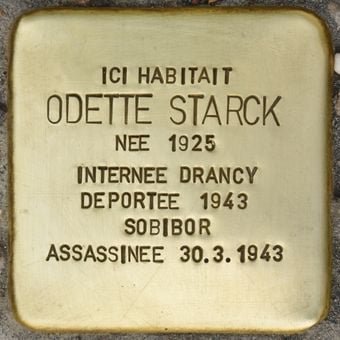 ICI HABITAIT
ODETTE STARCK
NEE 1925
INTERNEE DRANCY
DEPORTEE 1943
SOBIBOR
ASSASSINEE 30.3.1943